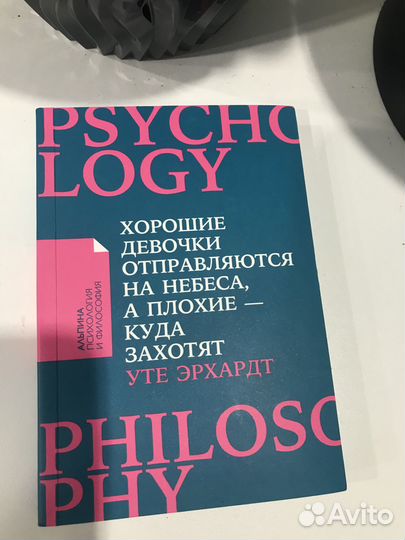 PSYCHO
LOGY
ХОРОШИЕ
ДЕВОЧКИ
ОТПРАВЛЯЮТСЯ
НА НЕБЕСА,
А ПЛОХИЕ —
КУДА
ЗАХОТЯТ
УТЕ ЭРХАРДТ
АЛЬПИНА
ПСИХОЛОГИЯ
И ФИЛОСОФИЯ
PHILOSO
PHY
Avito